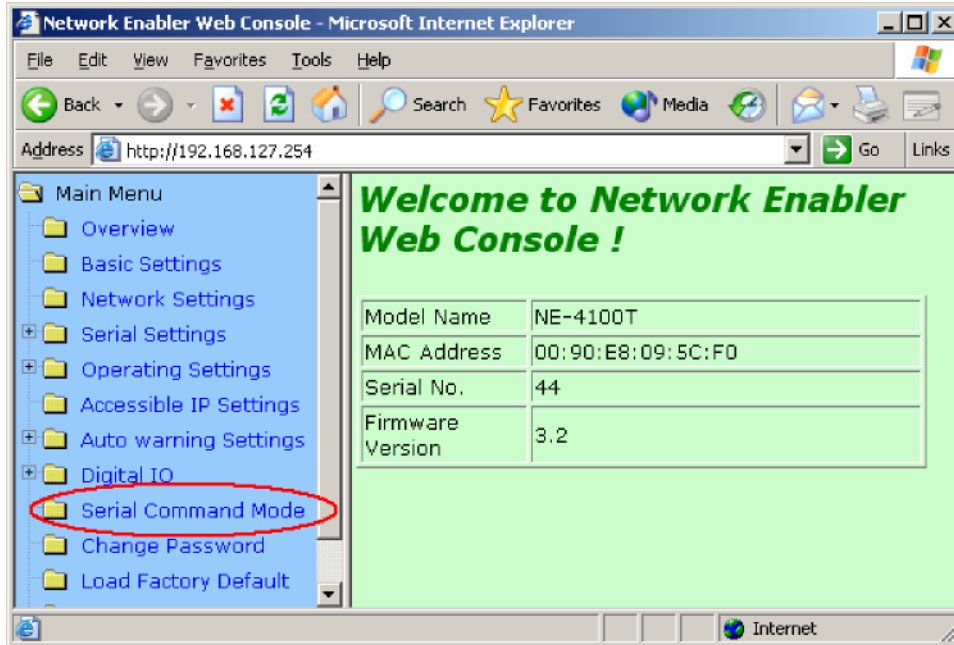 Network Enabler Web Console - Microsoft Internet Explorer
File Edit View Favorites Tools Help
Back Search Favorites Media
Address http://192.168.127.254 Go Links
Main Menu
Overview
Basic Settings
Network Settings
Serial Settings
Operating Settings
Accessible IP Settings
Auto warning Settings
Digital IO
Serial Command Mode
Change Password
Load Factory Default
Welcome to Network Enabler
Web Console !
Model Name NE-4100T
MAC Address 00:90:E8:09:5C:F0
Serial No. 44
Firmware
Version 3.2
Internet